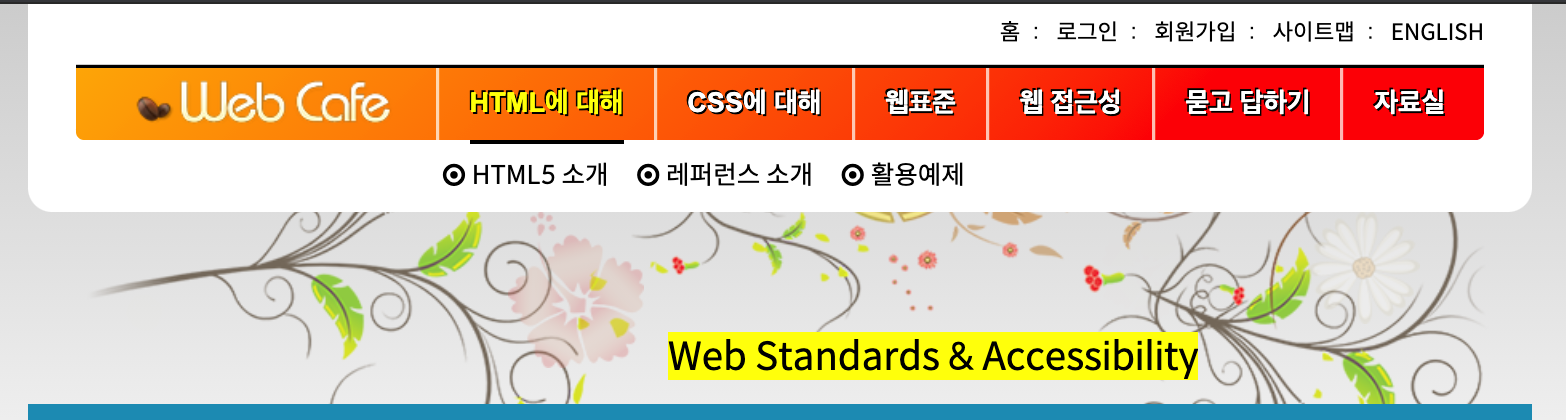 홈 : 로그인 : 회원가입 : 사이트맵 : ENGLISH
Web Cafe HTML에 대해 CSS에 대해 웹표준 웹 접근성 묻고 답하기 자료실
HTML5 소개 레퍼런스 소개 활용예제
Web Standards & Accessibility